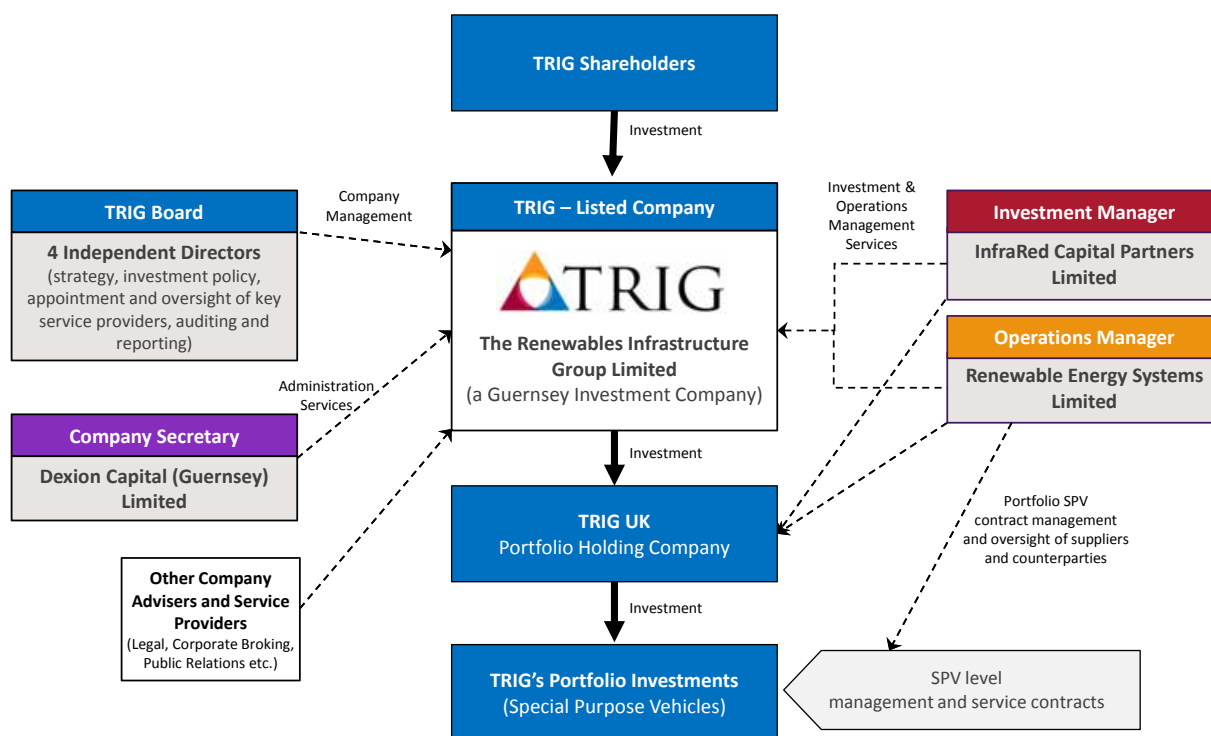 TRIG Shareholders
Investment
TRIG Board
4 Independent Directors
(strategy, investment policy,
appointment and oversight of key
service providers, auditing and
reporting)
Company
Management
TRIG – Listed Company
TRIG
The Renewables Infrastructure
Group Limited
(a Guernsey Investment Company)
Investment &
Operations
Management
Services
Investment Manager
InfraRed Capital Partners
Limited
Operations Manager
Renewable Energy Systems
Limited
Administration
Services
Company Secretary
Dexion Capital (Guernsey)
Limited
Investment
TRIG UK
Portfolio Holding Company
Portfolio SPV
contract management
and oversight of suppliers
and counterparties
Other Company
Advisers and Service
Providers
(Legal, Corporate Broking,
Public Relations etc.)
Investment
TRIG’s Portfolio Investments
(Special Purpose Vehicles)
SPV level
management and service contracts